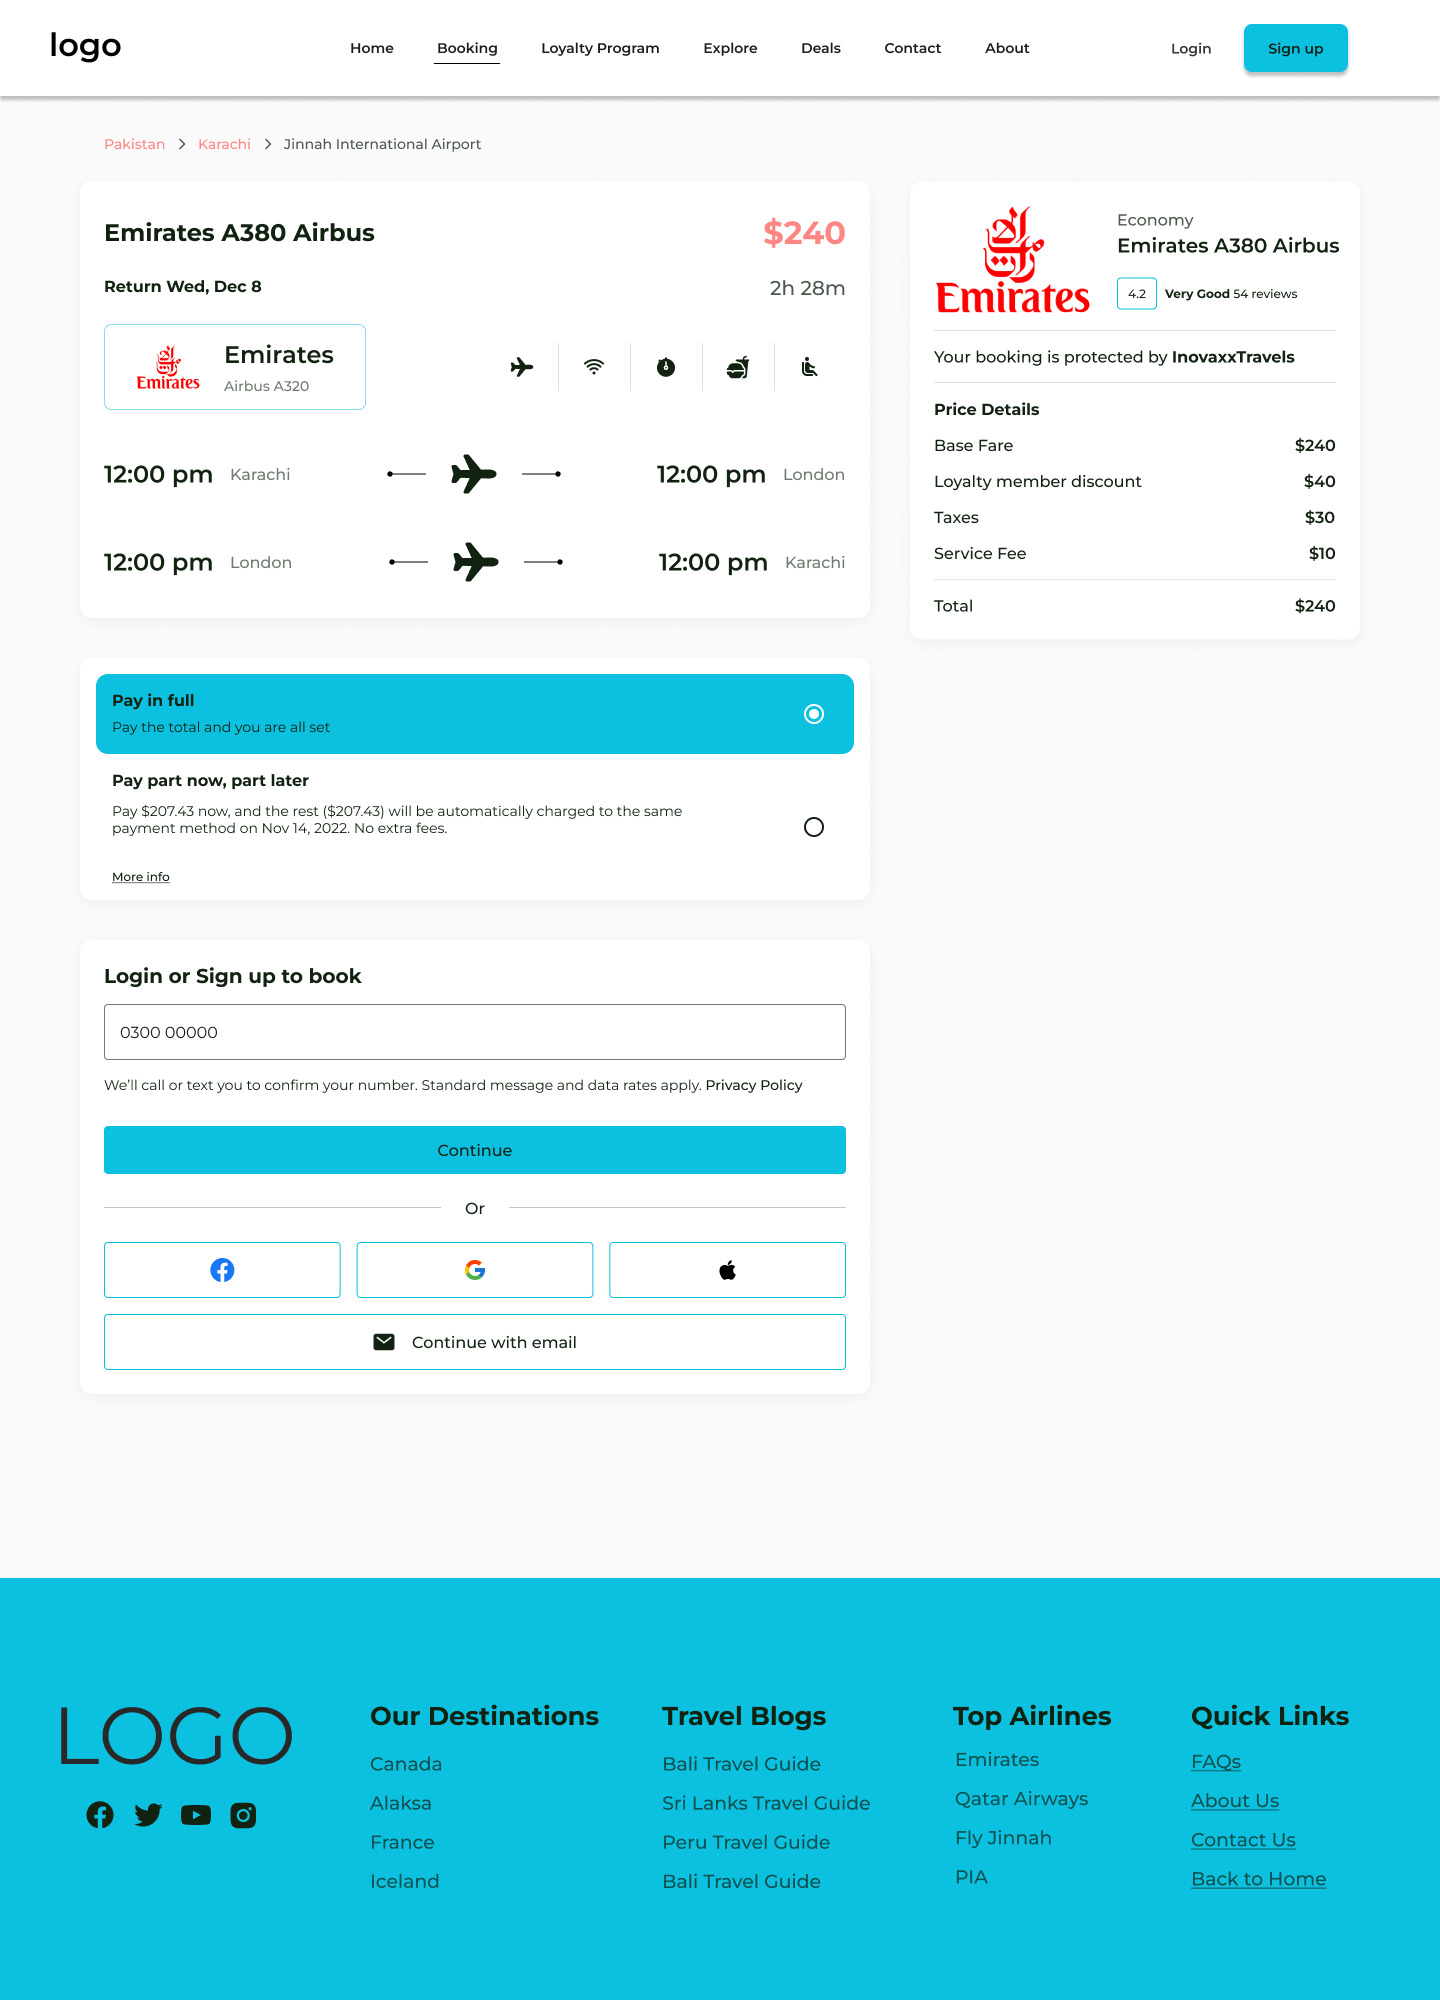 logo
Home Booking Loyalty Program Explore Deals Contact About Login Sign up
Pakistan > Karachi > Jinnah International Airport
Emirates A380 Airbus $240
Return Wed, Dec 8 2h 28m
Emirates
Emirates
Airbus A320
12:00 pm Karachi 12:00 pm London
12:00 pm London 12:00 pm Karachi
Emirates
Economy
Emirates A380 Airbus
4.2 Very Good 54 reviews
Your booking is protected by InovaxxTravels
Price Details
Base Fare $240
Loyalty member discount $40
Taxes $30
Service Fee $10
Total $240
Pay in full
Pay the total and you are all set
Pay part now, part later
Pay $207.43 now, and the rest ($207.43) will be automatically charged to the same
payment method on Nov 14, 2022. No extra fees.
More info
Login or Sign up to book
0300 00000
We'll call or text you to confirm your number. Standard message and data rates apply. Privacy Policy
Continue
Or
Continue with email
LOGO
Our Destinations
Canada
Alaksa
France
Iceland
Travel Blogs
Bali Travel Guide
Sri Lanks Travel Guide
Peru Travel Guide
Bali Travel Guide
Top Airlines
Emirates
Qatar Airways
Fly Jinnah
PIA
Quick Links
FAQs
About Us
Contact Us
Back to Home